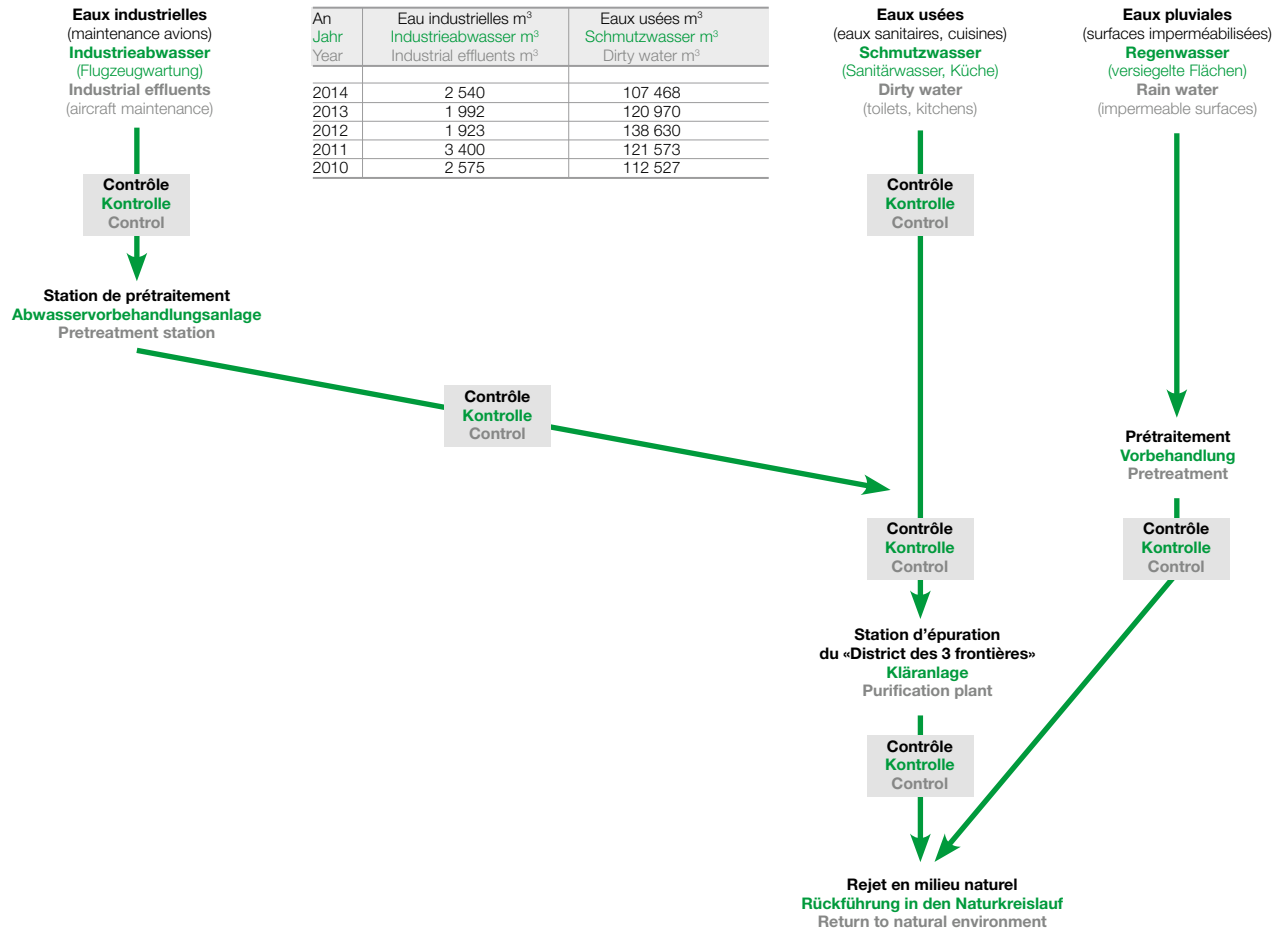 Eaux industrielles
(maintenance avions)
Industrieabwasser
(Flugzeugwartung)
Industrial effluents
(aircraft maintenance)
An Eau industrielles m³ Eaux usées m³
Jahr Industrieabwasser m³ Schmutzwasser m³
Year Industrial effluents m³ Dirty water m³
2014 2 540 107 468
2013 1 992 120 970
2012 1 923 138 630
2011 3 400 121 573
2010 2 575 112 527
Eaux usées
(eaux sanitaires, cuisines)
Schmutzwasser
(Sanitärwasser, Küche)
Dirty water
(toilets, kitchens)
Eaux pluviales
(surfaces imperméabilisées)
Regenwasser
(versiegelte Flächen)
Rain water
(impermeable surfaces)
Contrôle
Kontrolle
Control
Contrôle
Kontrolle
Control
Station de prétraitement
Abwasservorbehandlungsanlage
Pretreatment station
Contrôle
Kontrolle
Control
Prétraitement
Vorbehandlung
Pretreatment
Contrôle
Kontrolle
Control
Contrôle
Kontrolle
Control
Station d’épuration
du «District des 3 frontières»
Kläranlage
Purification plant
Contrôle
Kontrolle
Control
Rejet en milieu naturel
Rückführung in den Naturkreislauf
Return to natural environment